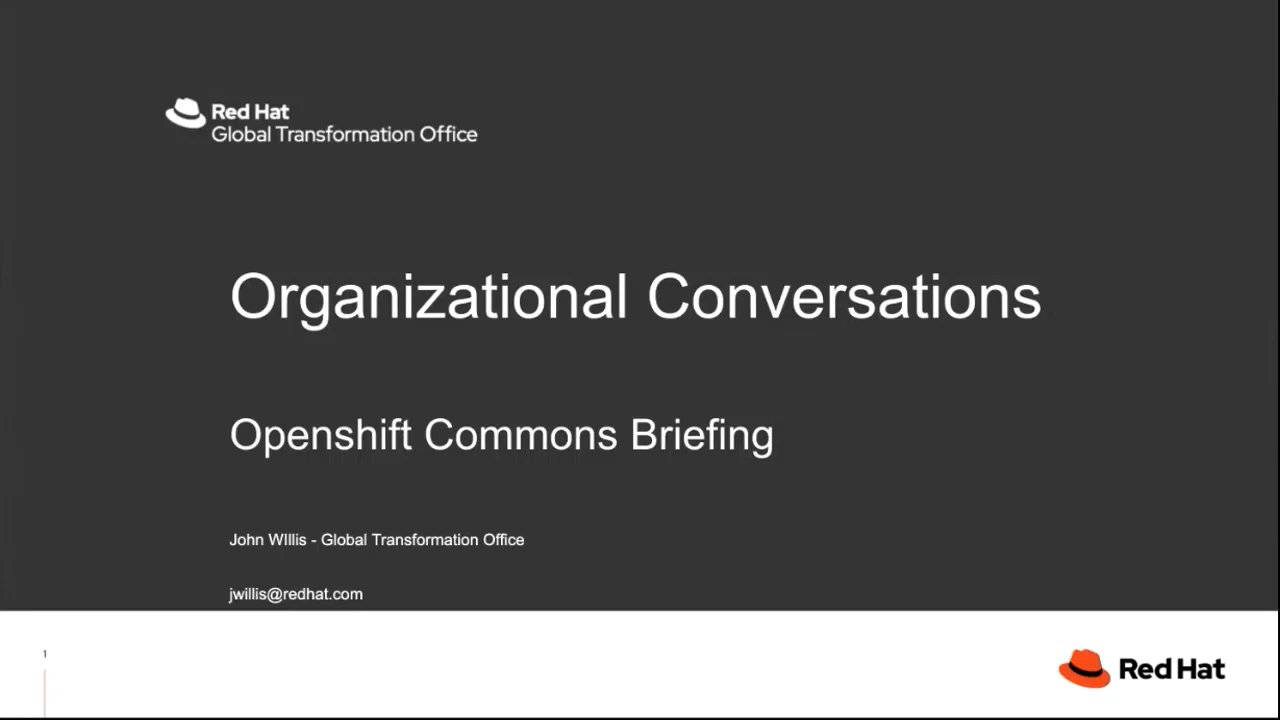 Red Hat
Global Transformation Office
Organizational Conversations
Openshift Commons Briefing
John WIllis - Global Transformation Office
jwillis@redhat.com
1
Red Hat